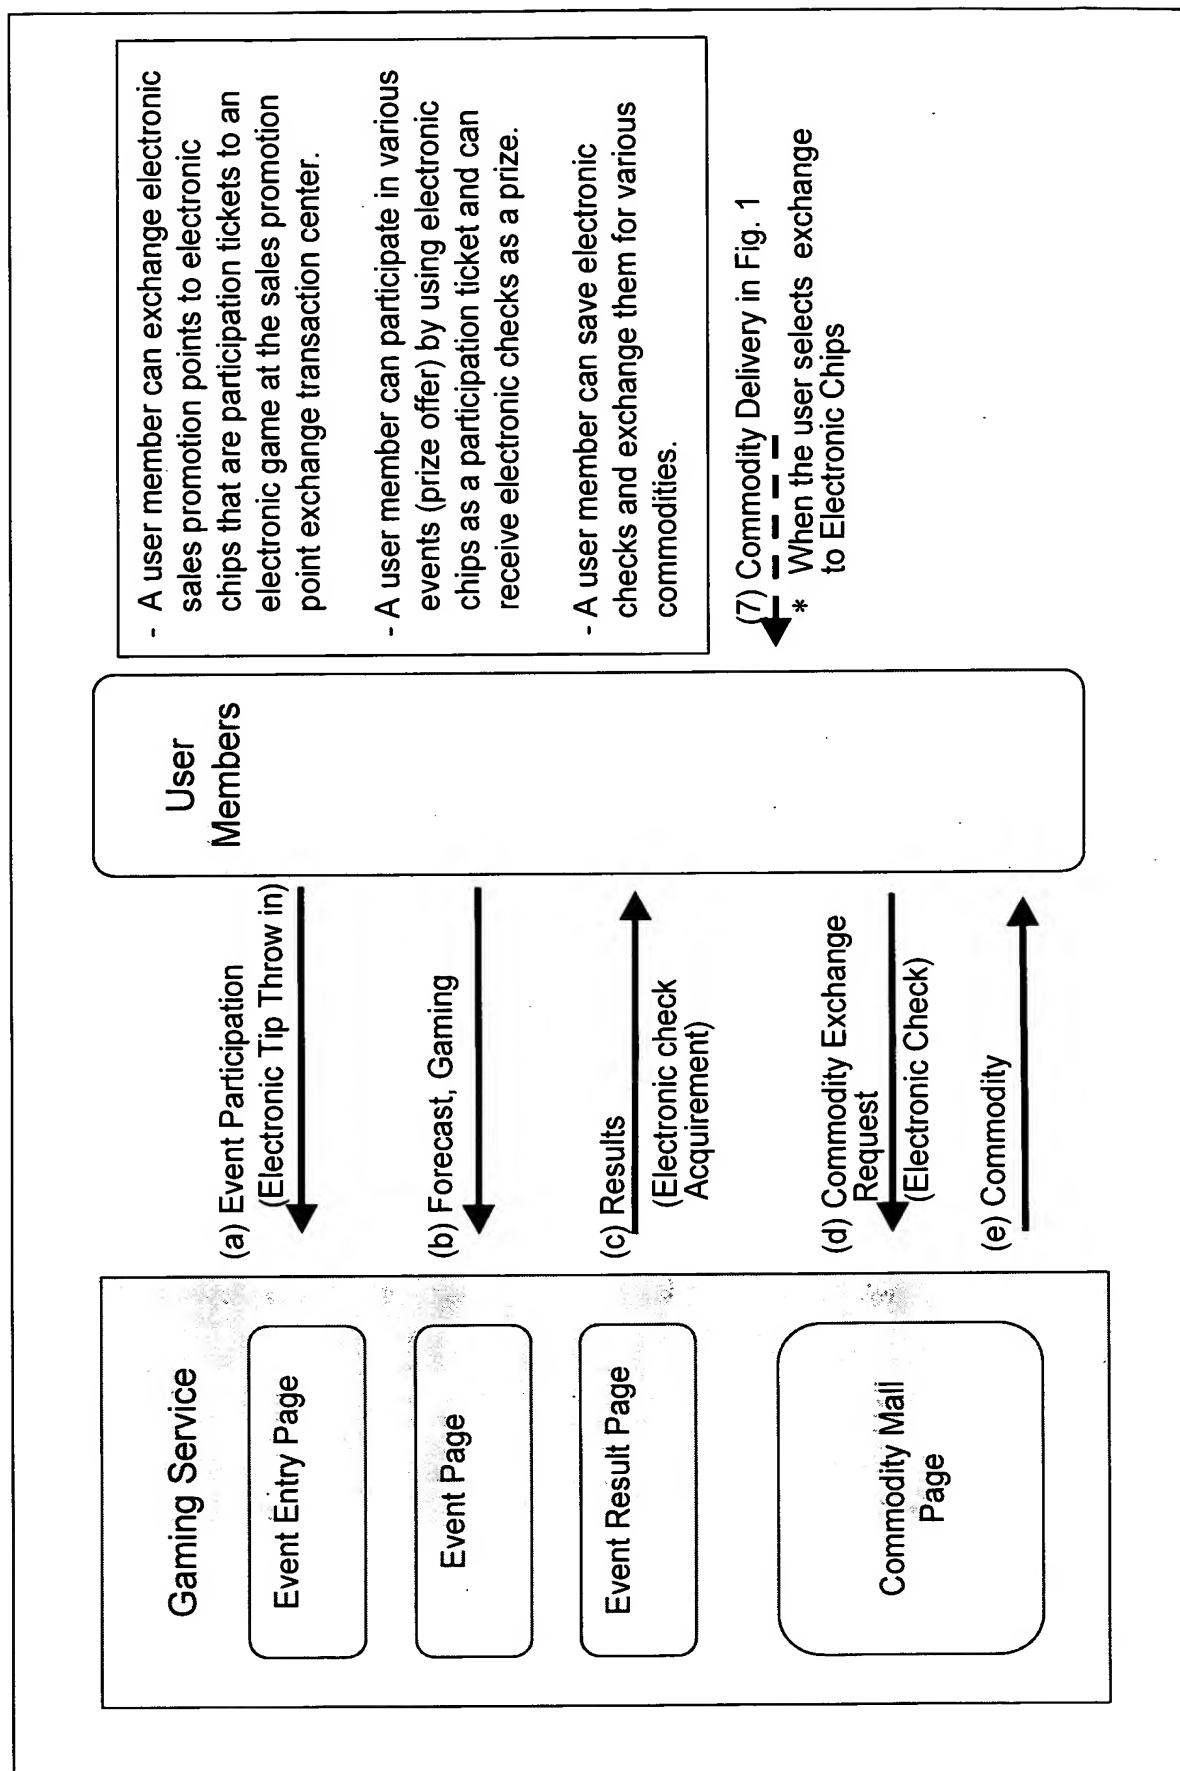 Gaming Service
Event Entry Page
Event Page
Event Result Page
Commodity Mall
Page
(a) Event Participation
(Electronic Tip Throw in)
(b) Forecast, Gaming
(c) Results
(Electronic check
Acquirement)
(d) Commodity Exchange
Request
(Electronic Check)
(e) Commodity
User
Members
- A user member can exchange electronic
sales promotion points to electronic
chips that are participation tickets to an
electronic game at the sales promotion
point exchange transaction center.
- A user member can participate in various
events (prize offer) by using electronic
chips as a participation ticket and can
receive electronic checks as a prize.
- A user member can save electronic
checks and exchange them for various
commodities.
(7) Commodity Delivery in Fig. 1
* When the user selects exchange
to Electronic Chips